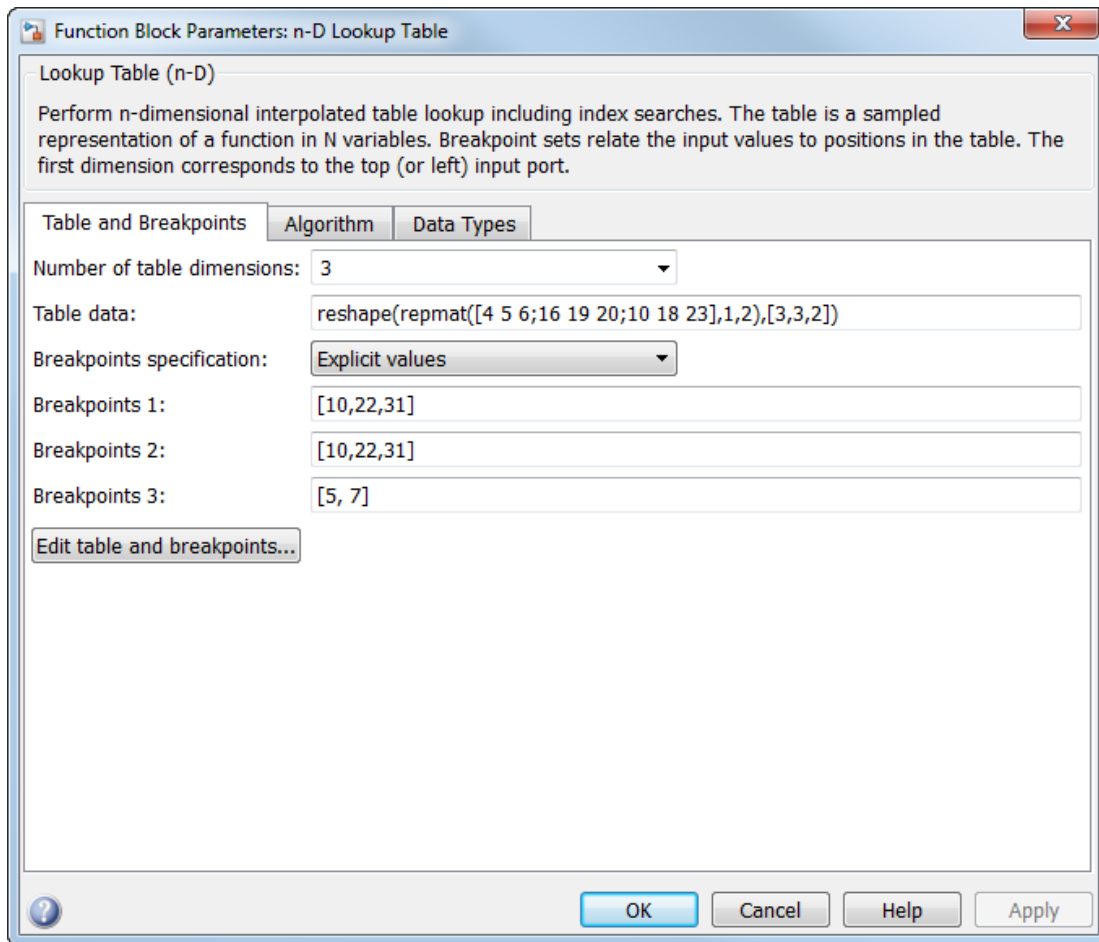 Function Block Parameters: n-D Lookup Table
Lookup Table (n-D)
Perform n-dimensional interpolated table lookup including index searches. The table is a sampled
representation of a function in N variables. Breakpoint sets relate the input values to positions in the table. The
first dimension corresponds to the top (or left) input port.
Table and Breakpoints Algorithm Data Types
Number of table dimensions: 3
Table data: reshape(repmat([4 5 6;16 19 20;10 18 23],1,2),[3,3,2])
Breakpoints specification: Explicit values
Breakpoints 1: [10,22,31]
Breakpoints 2: [10,22,31]
Breakpoints 3: [5, 7]
Edit table and breakpoints...
OK Cancel Help Apply